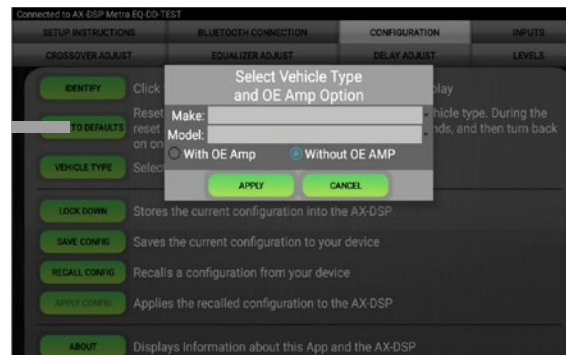 Connected to AX-DSP Metra EQ-DD-TEST
SETUP INSTRUCTIONS BLUETOOTH CONNECTION CONFIGURATION INPUTS
CROSSOVER ADJUST EQUALIZER ADJUST DELAY ADJUST LEVELS
Select Vehicle Type
and OE Amp Option
Make:
Model:
With OE Amp Without OE AMP
APPLY CANCEL
IDENTIFY Click
TO DEFAULTS Reset hicle type. During the
reset nds, and then turn back
on on
VEHICLE TYPE Select
LOCK DOWN Stores the current configuration into the AX-DSP
SAVE CONFIG Saves the current configuration to your device
RECALL CONFIG Recalls a configuration from your device
APPLY CONFIG Applies the recalled configuration to the AX-DSP
ABOUT Displays Information about this App and the AX-DSP